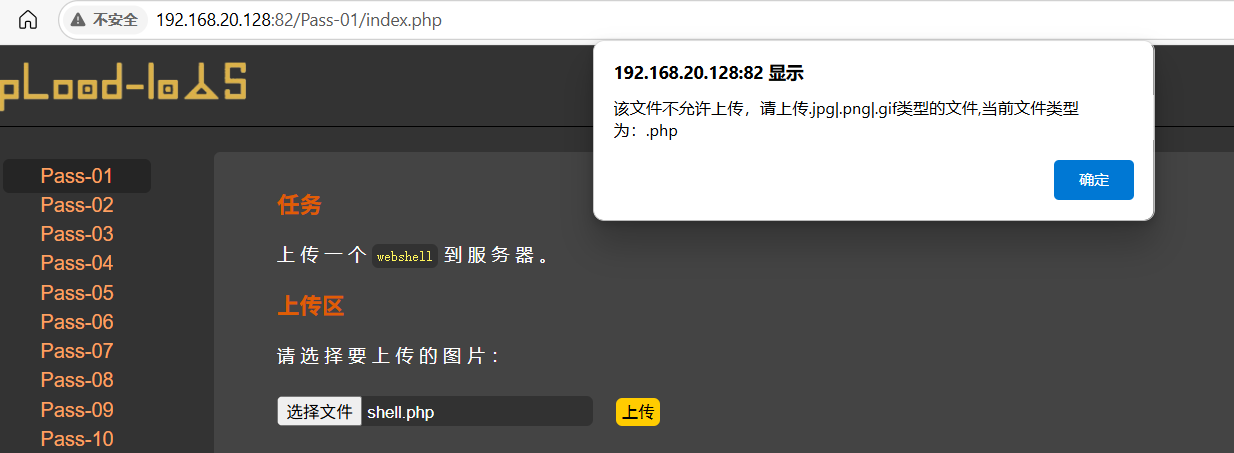 不安全 192.168.20.128:82/Pass-01/index.php
192.168.20.128:82 显示
该文件不允许上传，请上传.jpg|.png|.gif类型的文件,当前文件类型
为：.php
确定
pLoad-labS
Pass-01
Pass-02
Pass-03
Pass-04
Pass-05
Pass-06
Pass-07
Pass-08
Pass-09
Pass-10
任务
上传一个 webshell 到服务器。
上传区
请选择要上传的图片：
选择文件 shell.php 上传